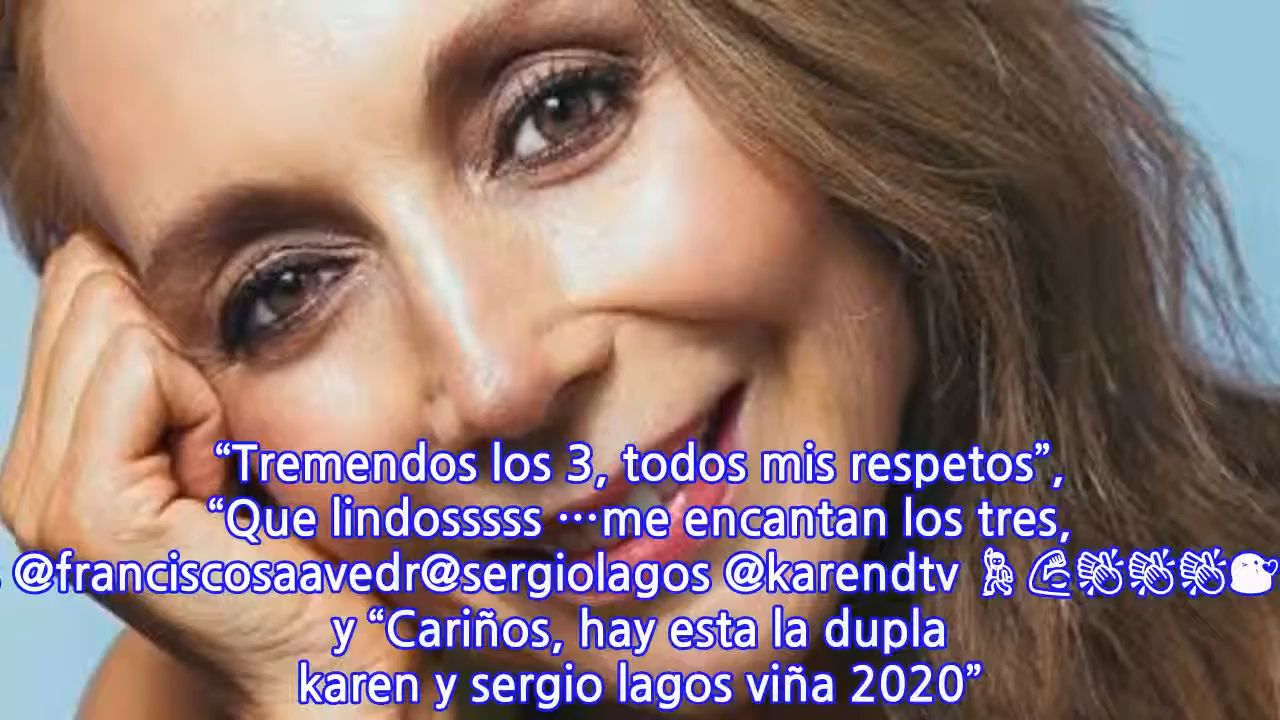 “Tremendos los 3, todos mis respetos”,
“Que lindosssss …me encantan los tres,
@franciscosaavedr@sergiolagos @karendtv 💃💪👏👏👏😘
y “Cariños, hay esta la dupla
karen y sergio lagos viña 2020”